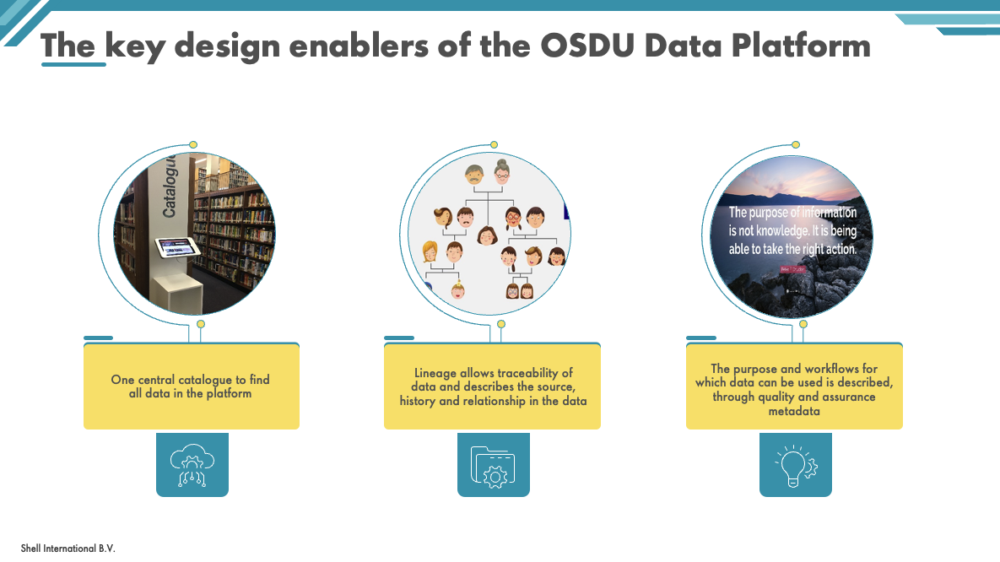 The key design enablers of the OSDU Data Platform
Catalogue
The purpose of information
is not knowledge. It is being
able to take the right action.
One central catalogue to find
all data in the platform
Lineage allows traceability of
data and describes the source,
history and relationship in the data
The purpose and workflows for
which data can be used is described,
through quality and assurance
metadata
Shell International B.V.